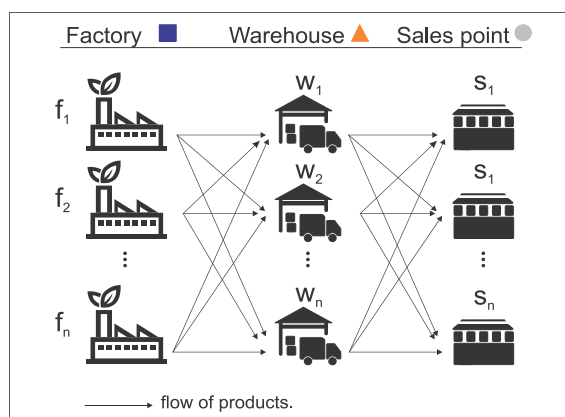 Factory Warehouse Sales point
w₁ s₁
f₁
w₂ s₁
f₂
wₙ sₙ
fₙ
flow of products.